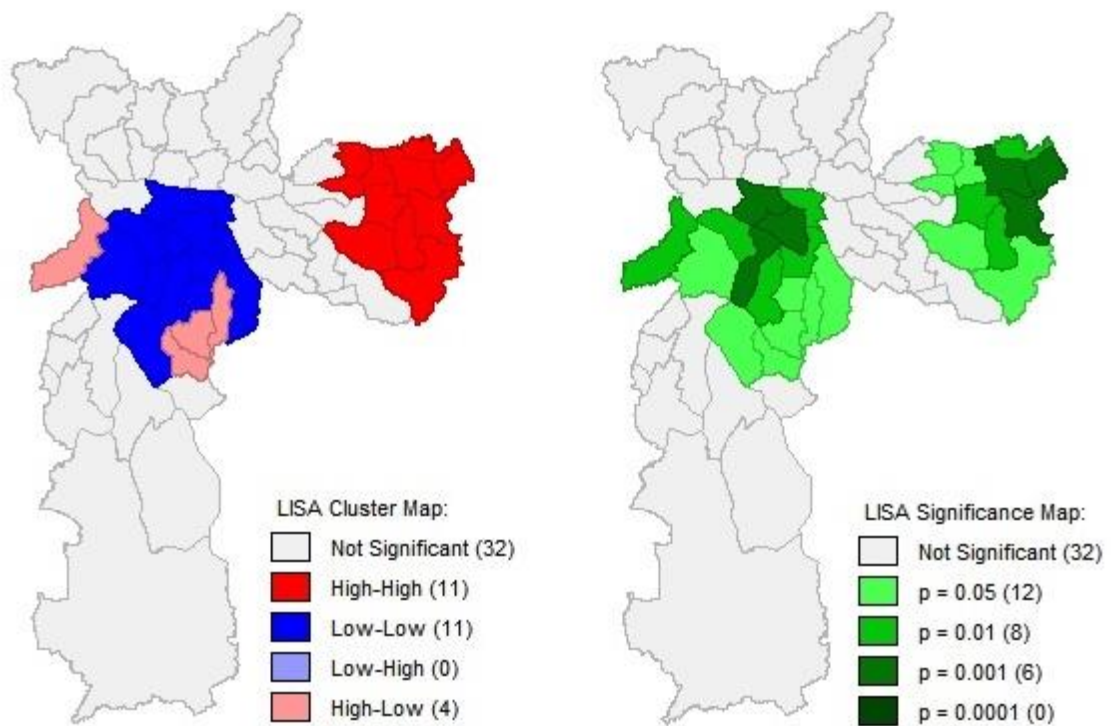 LISA Cluster Map:
Not Significant (32)
High-High (11)
Low-Low (11)
Low-High (0)
High-Low (4)
LISA Significance Map:
Not Significant (32)
p = 0.05 (12)
p = 0.01 (8)
p = 0.001 (6)
p = 0.0001 (0)